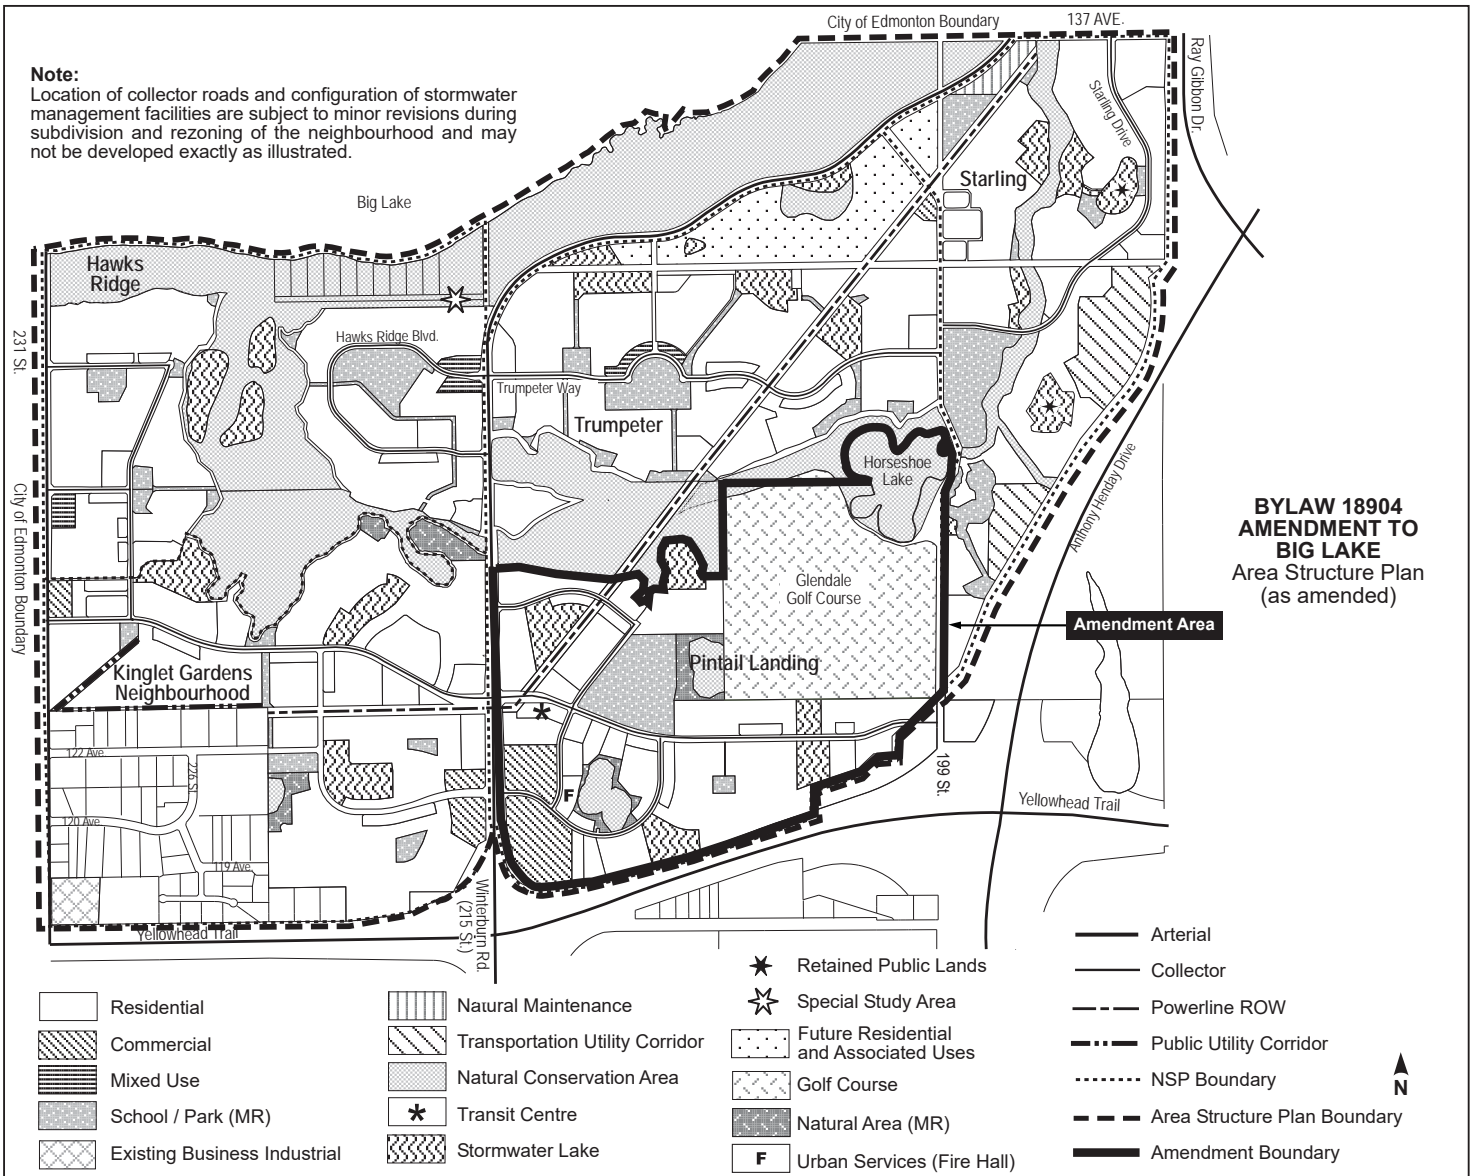 City of Edmonton Boundary
137 AVE.
Note:
Location of collector roads and configuration of stormwater
management facilities are subject to minor revisions during
subdivision and rezoning of the neighbourhood and may
not be developed exactly as illustrated.
Ray Gibbon Dr.
Starling Drive
Starling
Big Lake
Hawks
Ridge
231 St.
Hawks Ridge Blvd.
Trumpeter Way
Trumpeter
Horseshoe
Lake
City of Edmonton Boundary
Anthony Henday Drive
BYLAW 18904
AMENDMENT TO
BIG LAKE
Area Structure Plan
(as amended)
Glendale
Golf Course
Amendment Area
Pintail Landing
Kinglet Gardens
Neighbourhood
122 Ave
226 St
120 Ave
119 Ave
F
199 St.
Yellowhead Trail
Yellowhead Trail
Winterburn Rd.
(215 St.)
Residential
Commercial
Mixed Use
School / Park (MR)
Existing Business Industrial
Natural Maintenance
Transportation Utility Corridor
Natural Conservation Area
Transit Centre
Stormwater Lake
Retained Public Lands
Special Study Area
Future Residential
and Associated Uses
Golf Course
Natural Area (MR)
F Urban Services (Fire Hall)
Arterial
Collector
Powerline ROW
Public Utility Corridor
NSP Boundary
Area Structure Plan Boundary
Amendment Boundary
N